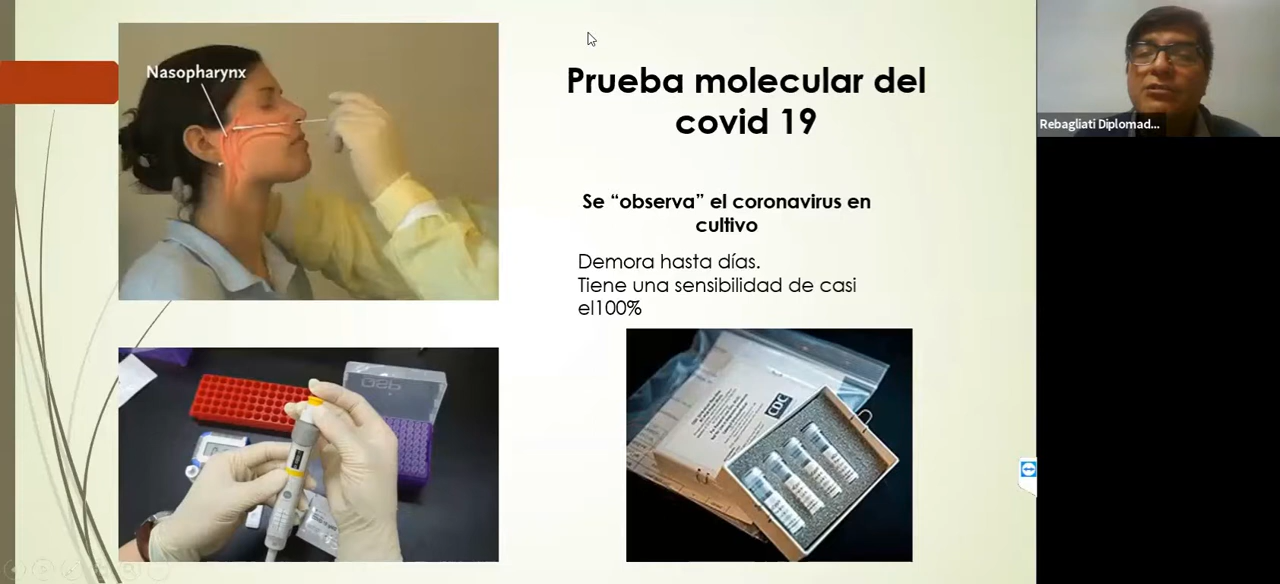 Nasopharynx
Prueba molecular del
covid 19
Se “observa” el coronavirus en
cultivo
Demora hasta días.
Tiene una sensibilidad de casi
el100%
CDC
Rebagliati Diplomad...